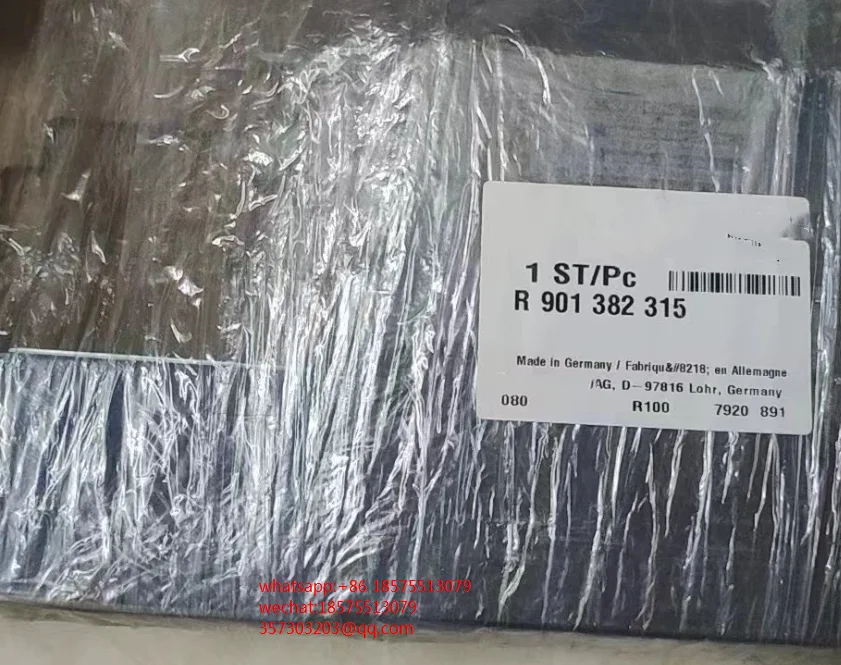 1 ST/Pc
R 901 382 315
Made in Germany / Fabriqu&//8218; en Allemagne
/AG, D-97816 Lohr, Germany
080 R100 7920 891
whatsapp:+86 18575513079
wechat:18575513079
357303203@qq.com